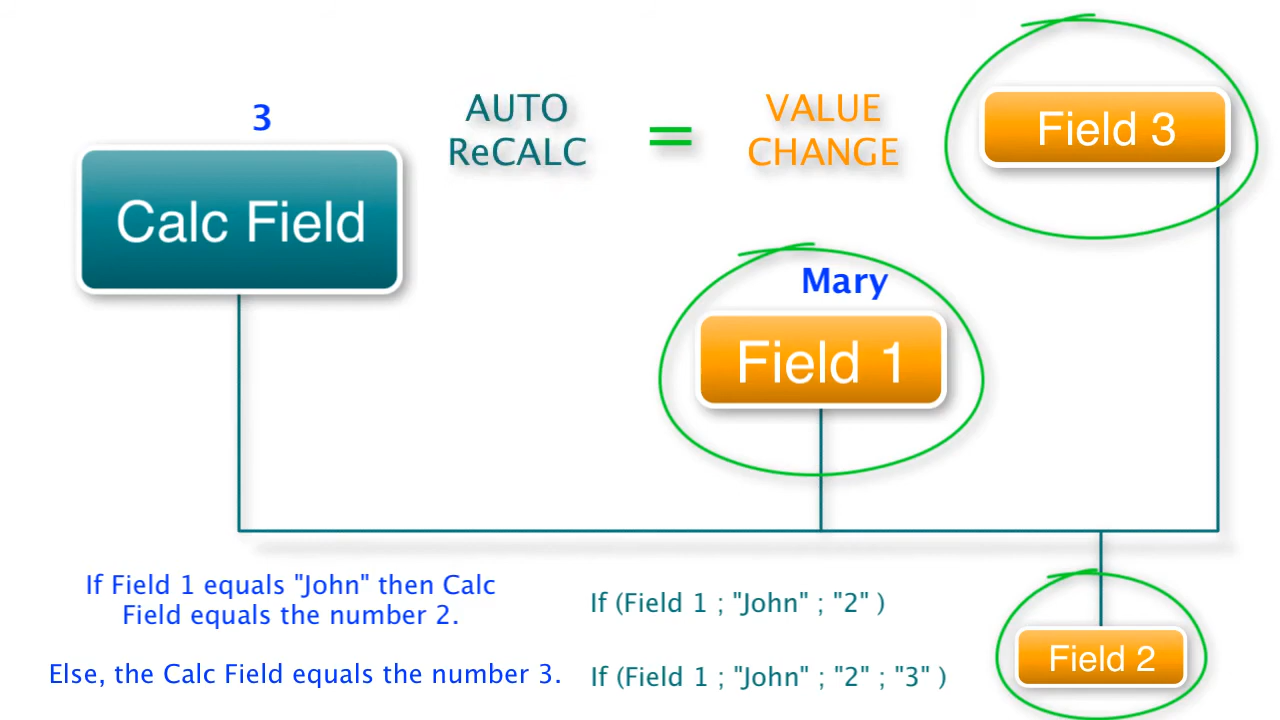 3
AUTO
ReCALC
=
VALUE
CHANGE
Field 3
Calc Field
Mary
Field 1
If Field 1 equals "John" then Calc
Field equals the number 2.
If (Field 1 ; "John" ; "2" )
Else, the Calc Field equals the number 3.
If (Field 1 ; "John" ; "2" ; "3" )
Field 2